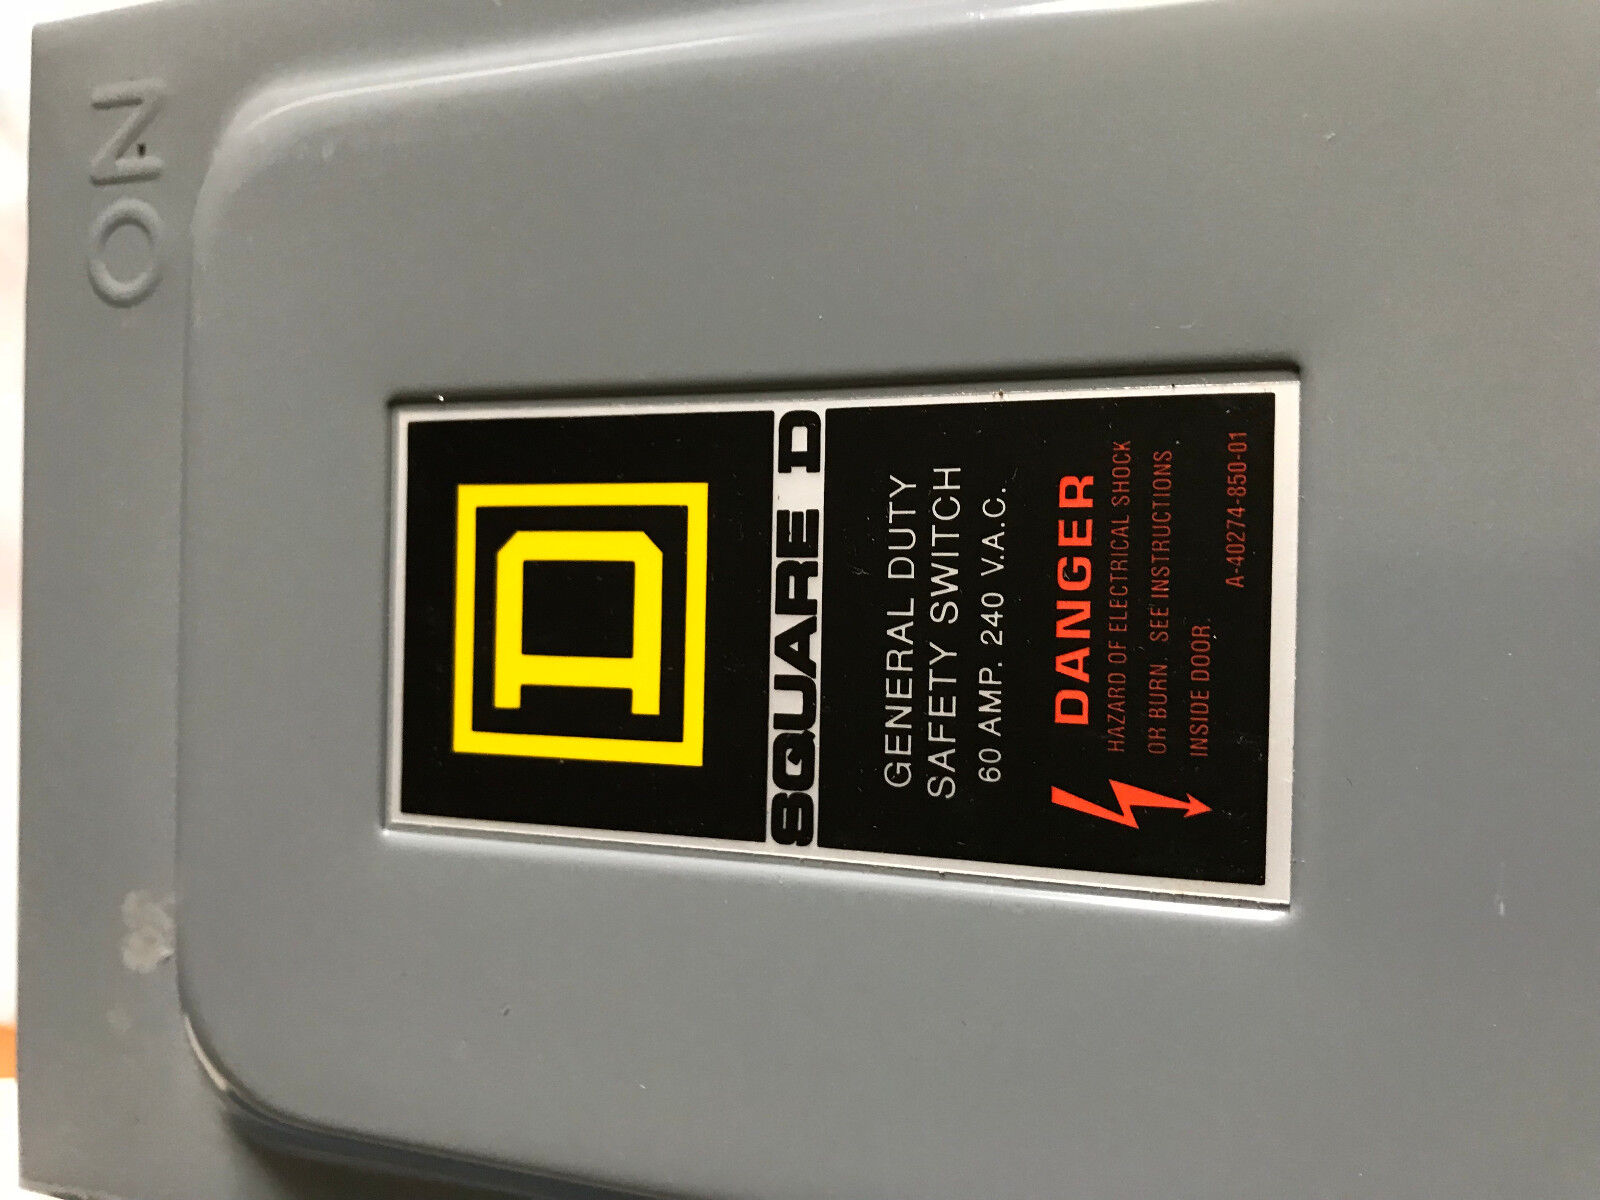 ON
D
SQUARE D
GENERAL DUTY
SAFETY SWITCH
60 AMP. 240 V.A.C.
DANGER
HAZARD OF ELECTRICAL SHOCK
OR BURN. SEE INSTRUCTIONS
INSIDE DOOR.
A-40274-850-01